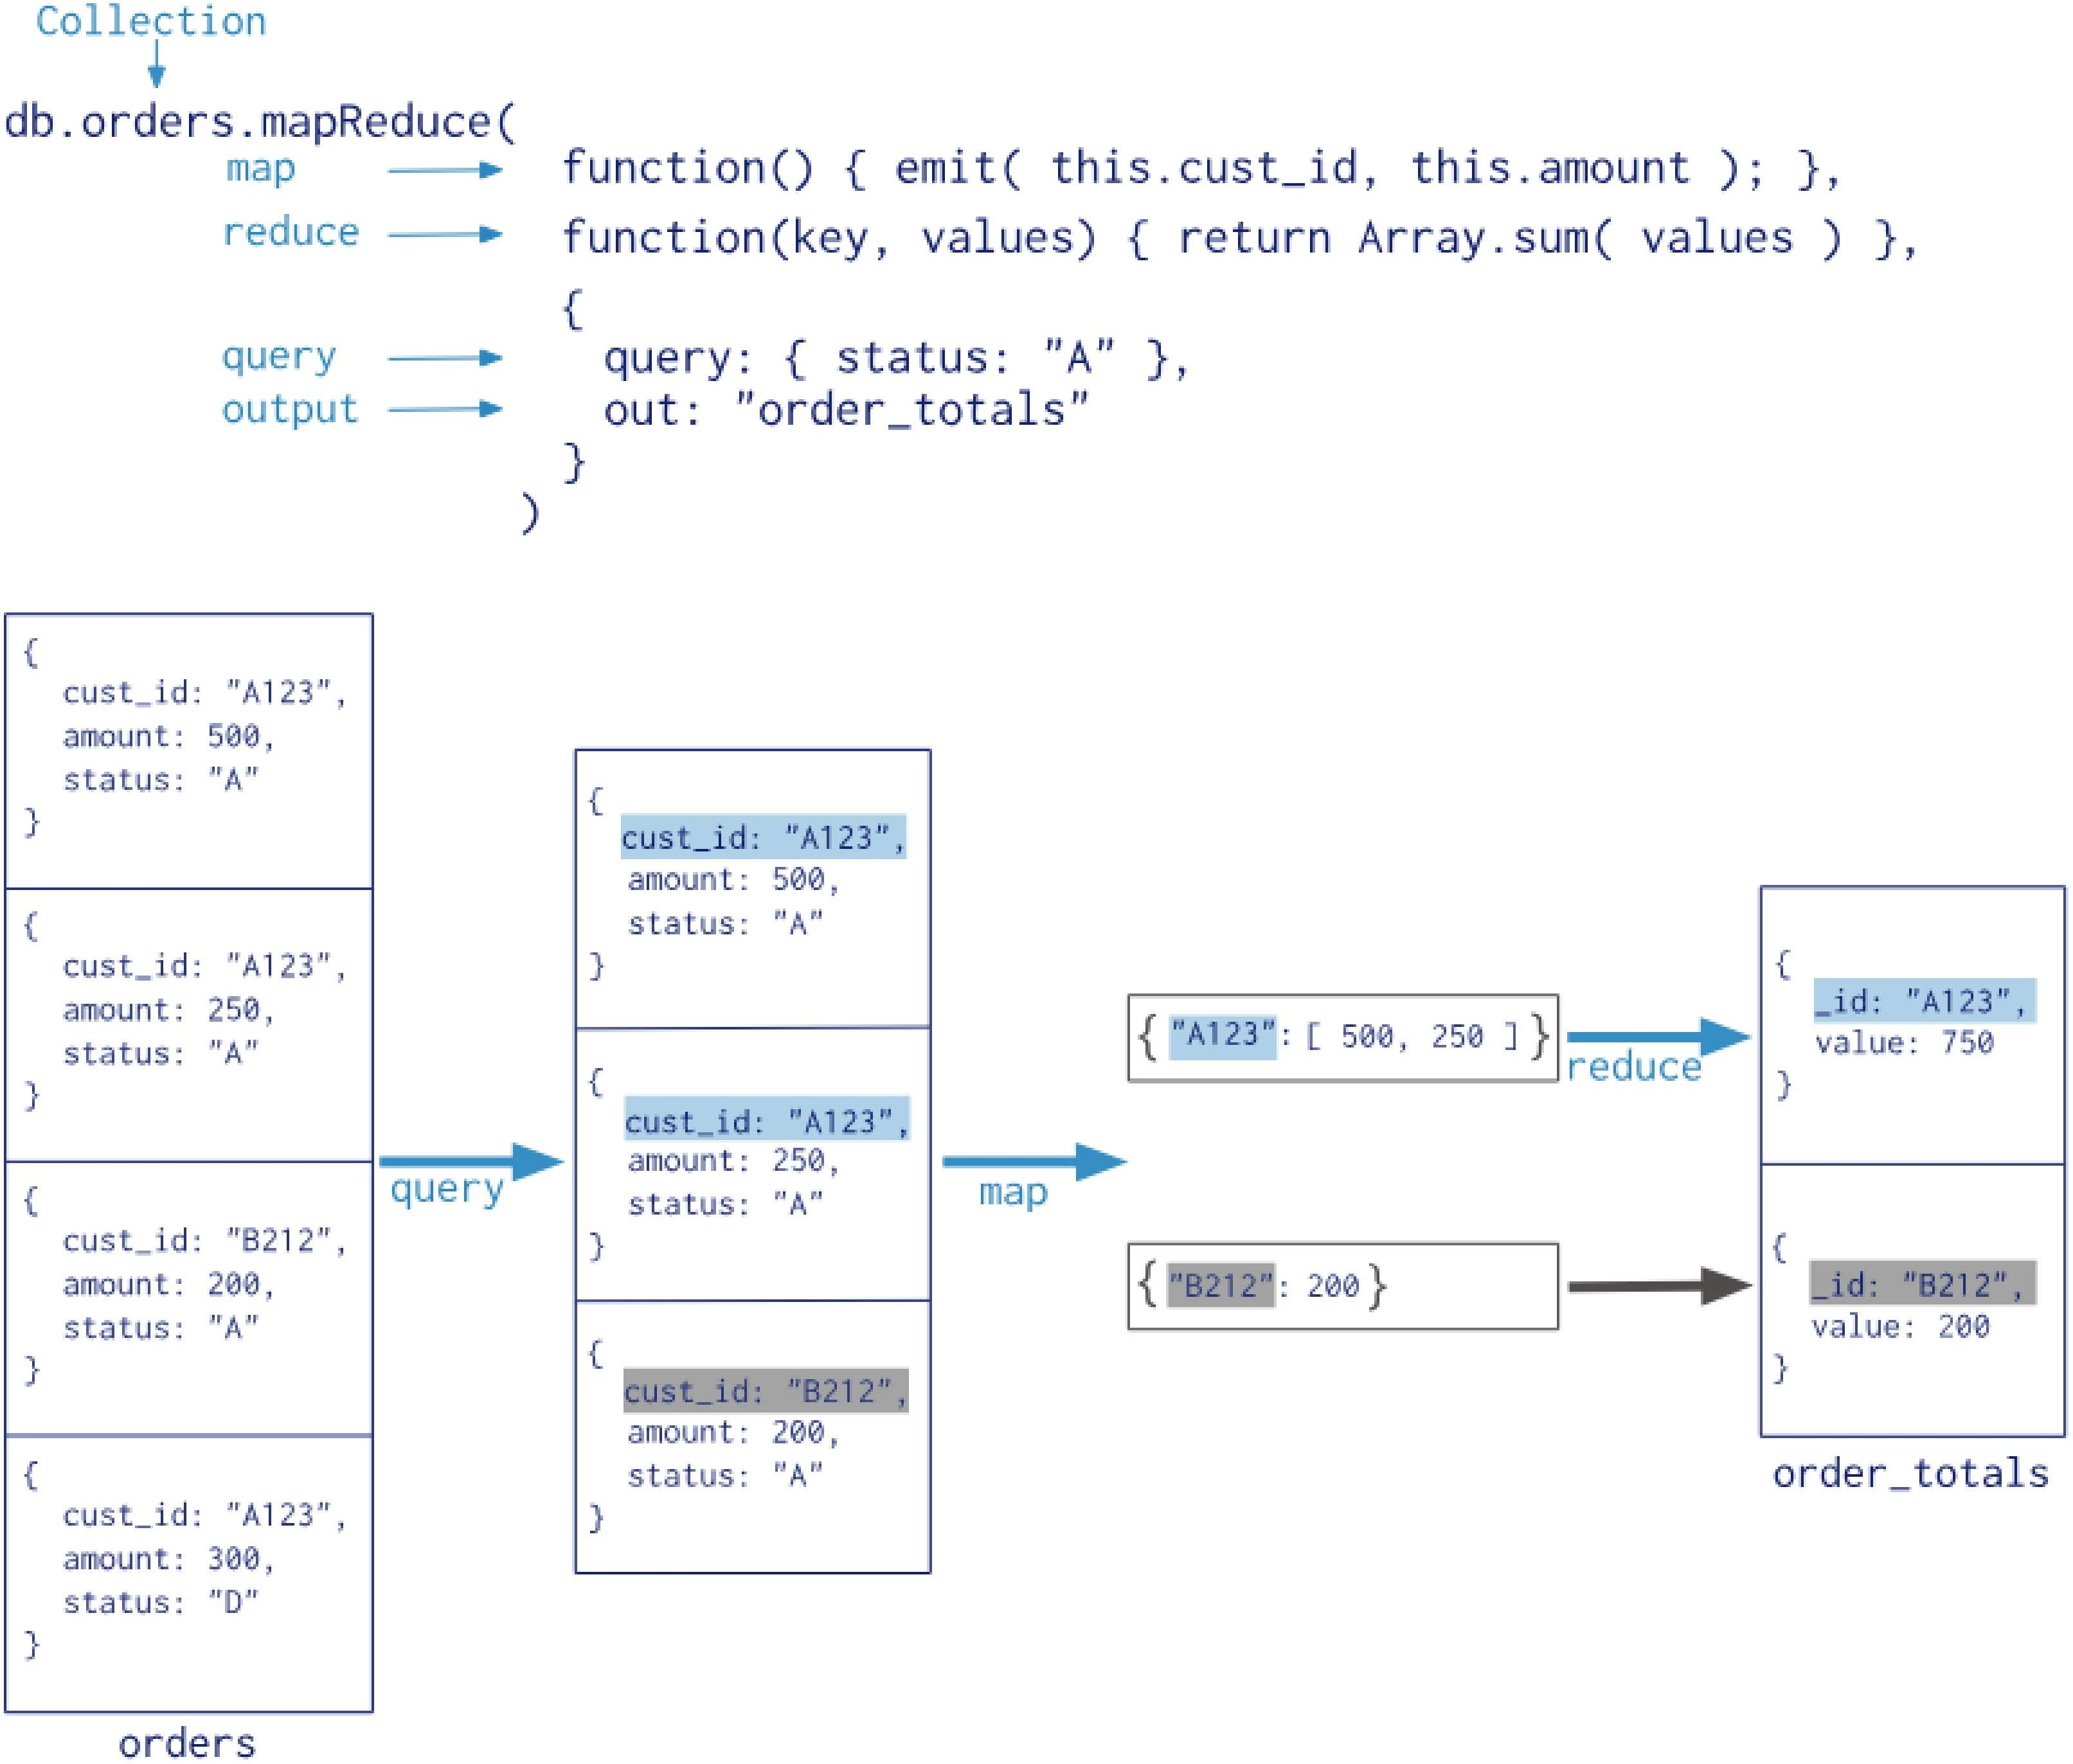 Collection
db.orders.mapReduce(
map function() { emit( this.cust_id, this.amount ); },
reduce function(key, values) { return Array.sum( values ) },
{
query query: { status: "A" },
output out: "order_totals"
}
)
{
cust_id: "A123",
amount: 500,
status: "A"
}
{
cust_id: "A123",
amount: 250,
status: "A"
}
{
cust_id: "B212",
amount: 200,
status: "A"
}
{
cust_id: "A123",
amount: 300,
status: "D"
}
orders
query
{
cust_id: "A123",
amount: 500,
status: "A"
}
{
cust_id: "A123",
amount: 250,
status: "A"
}
{
cust_id: "B212",
amount: 200,
status: "A"
}
map
{ "A123": [ 500, 250 ] }
reduce
{ "B212": 200 }
{
_id: "A123",
value: 750
}
{
_id: "B212",
value: 200
}
order_totals